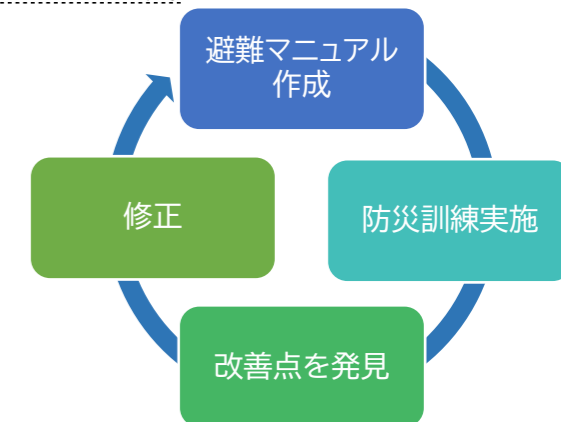 避難マニュアル
作成
防災訓練実施
改善点を発見
修正